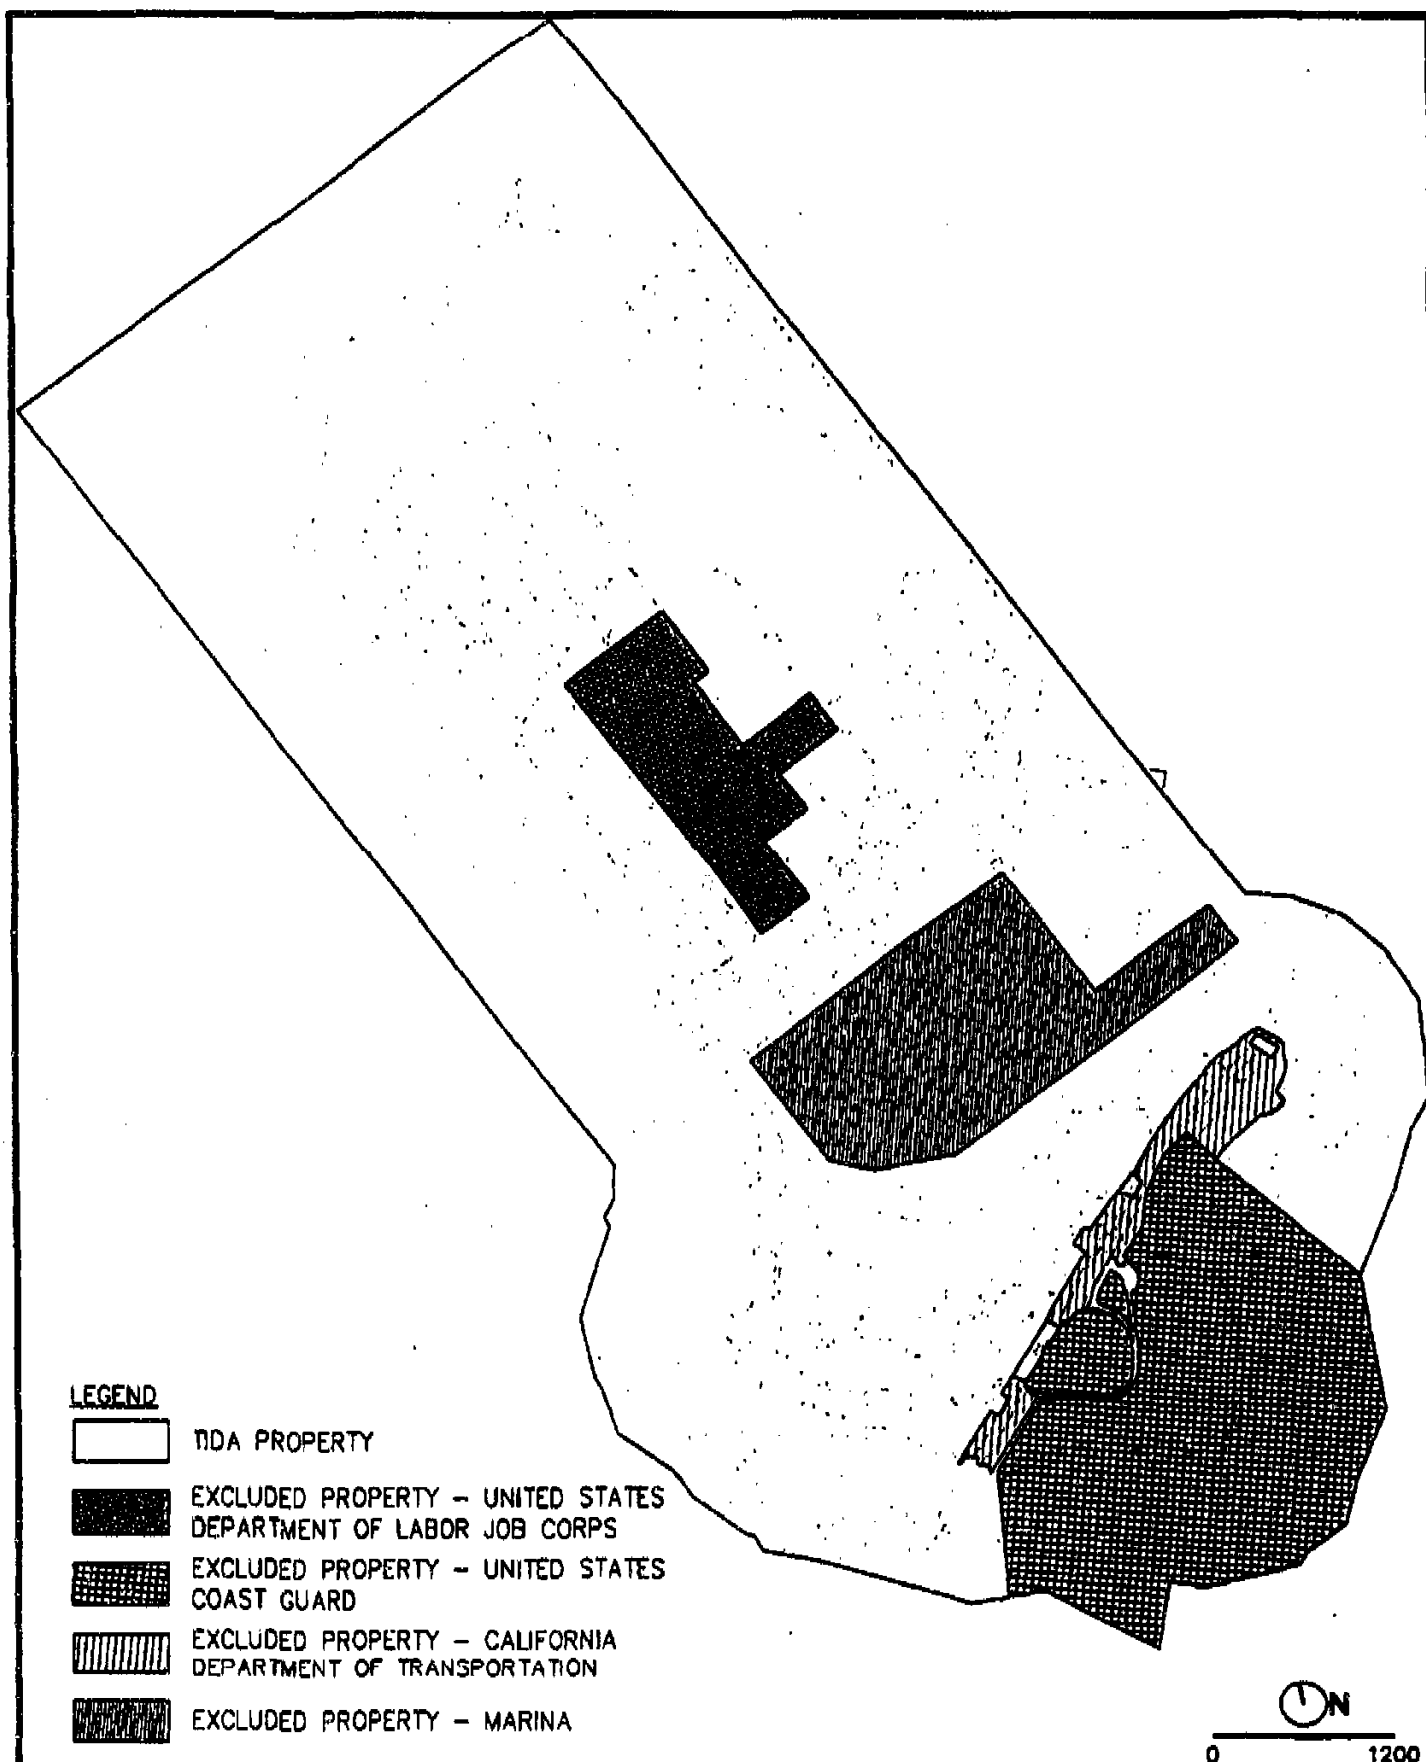 LEGEND
TIDA PROPERTY
EXCLUDED PROPERTY – UNITED STATES
DEPARTMENT OF LABOR JOB CORPS
EXCLUDED PROPERTY – UNITED STATES
COAST GUARD
EXCLUDED PROPERTY – CALIFORNIA
DEPARTMENT OF TRANSPORTATION
EXCLUDED PROPERTY – MARINA
N
0 1200